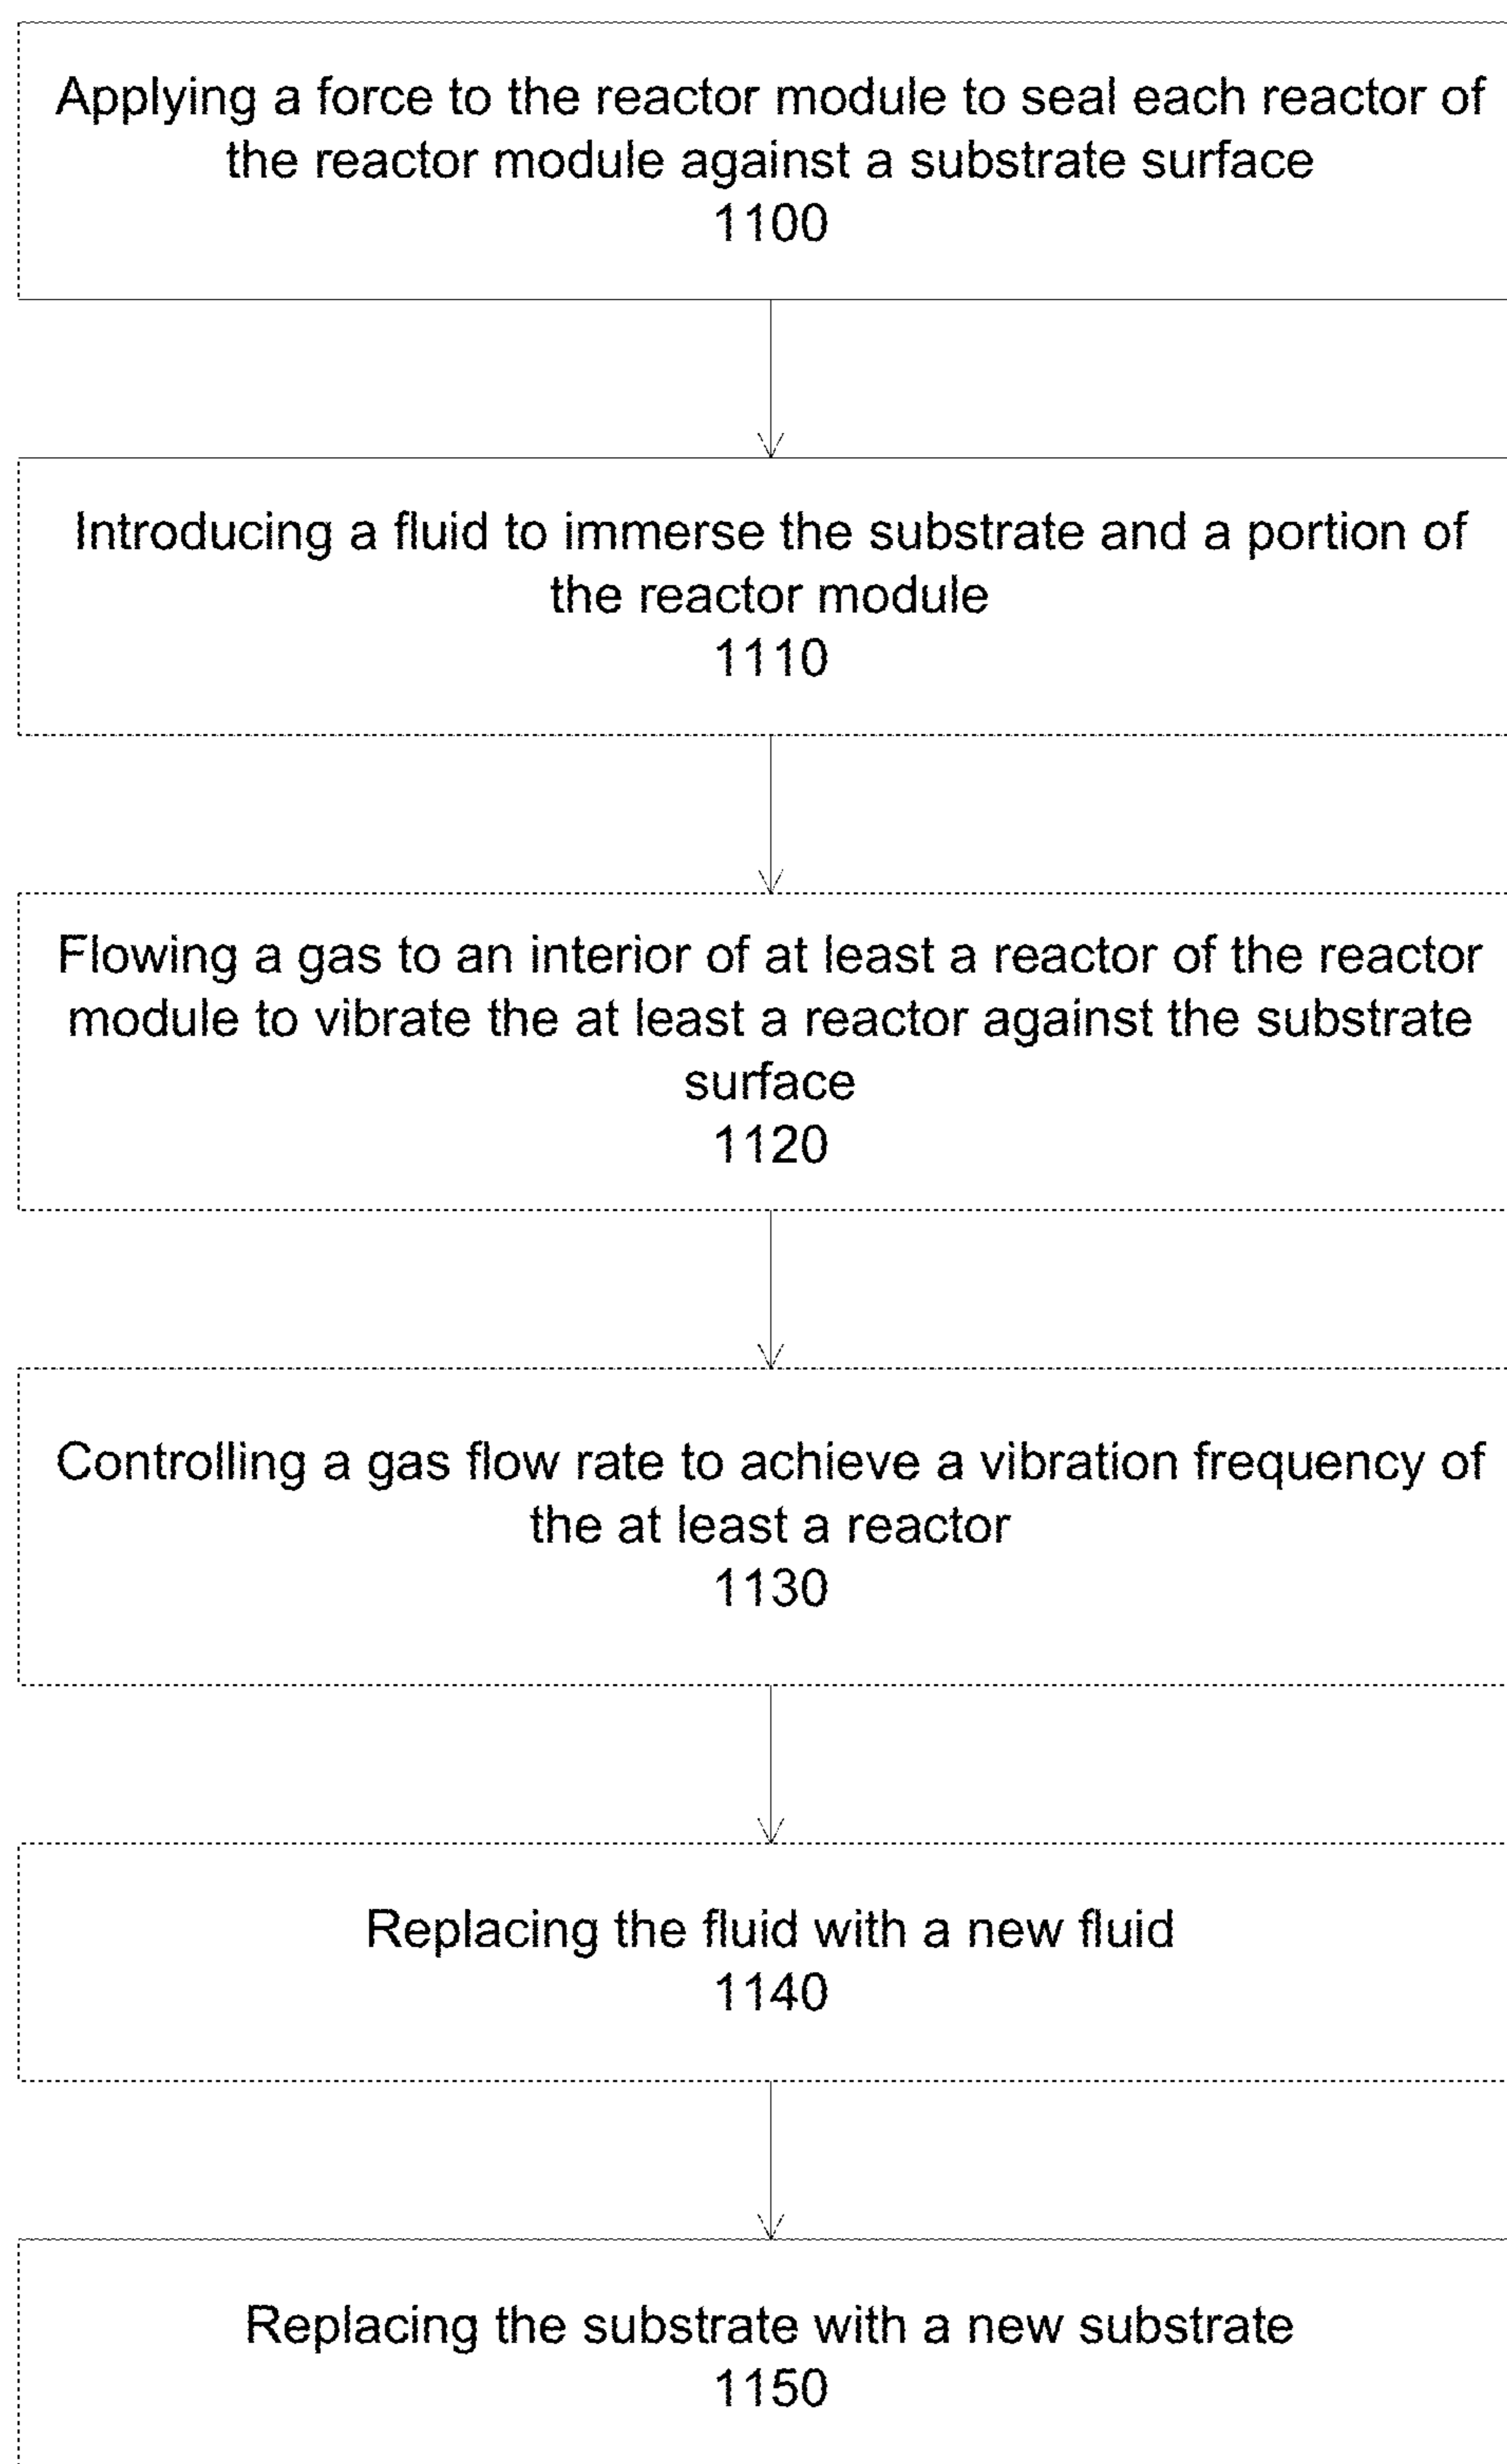 Applying a force to the reactor module to seal each reactor of
the reactor module against a substrate surface
1100
Introducing a fluid to immerse the substrate and a portion of
the reactor module
1110
Flowing a gas to an interior of at least a reactor of the reactor
module to vibrate the at least a reactor against the substrate
surface
1120
Controlling a gas flow rate to achieve a vibration frequency of
the at least a reactor
1130
Replacing the fluid with a new fluid
1140
Replacing the substrate with a new substrate
1150